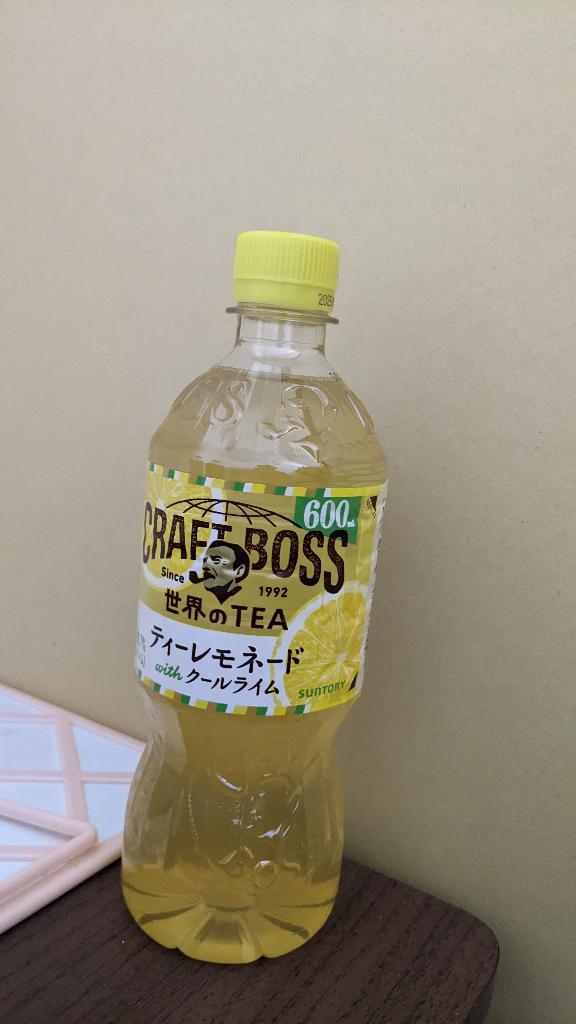 600ml
CRAFT BOSS
Since 1992
世界のTEA
ティーレモネード
with クールライム
SUNTORY